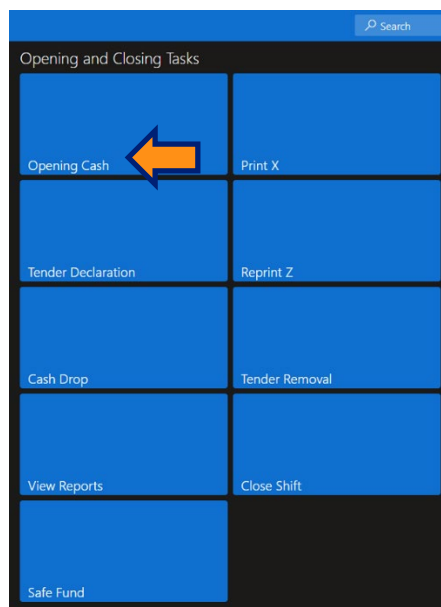 Search
Opening and Closing Tasks
Opening Cash
Print X
Tender Declaration
Reprint Z
Cash Drop
Tender Removal
View Reports
Close Shift
Safe Fund